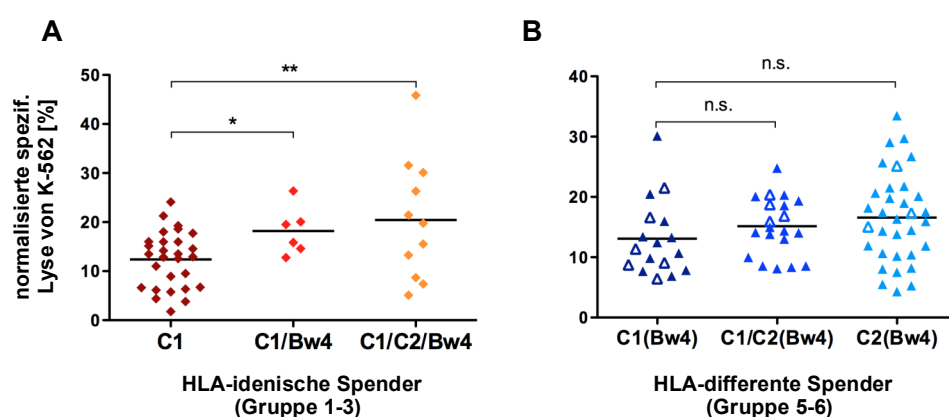 A
B
normalisierte spezif.
Lyse von K-562 [%]
50
40
30
20
10
0
**
*
C1
C1/Bw4
C1/C2/Bw4
HLA-idenische Spender
(Gruppe 1-3)
40
30
20
10
0
n.s.
n.s.
C1(Bw4)
C1/C2(Bw4)
C2(Bw4)
HLA-differente Spender
(Gruppe 5-6)